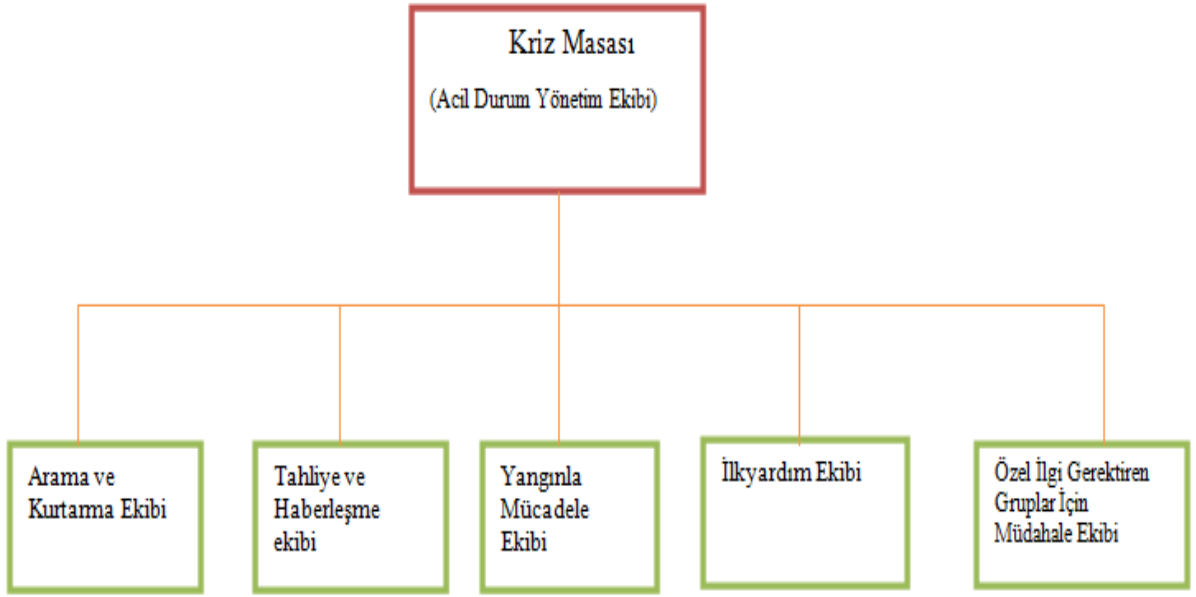 Kriz Masası
(Acil Durum Yönetim Ekibi)
Arama ve
Kurtarma Ekibi
Tahliye ve
Haberleşme
ekibi
Yangınla
Mücadele
Ekibi
İlkyardım Ekibi
Özel İlgi Gerektiren
Gruplar İçin
Müdahale Ekibi